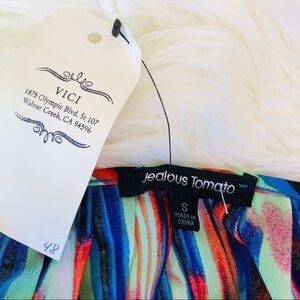 VICI
1875 Olympic Blvd. St 107
Walnut Creek, CA 94596
48
Jealous Tomato
S
MADE IN
CHINA